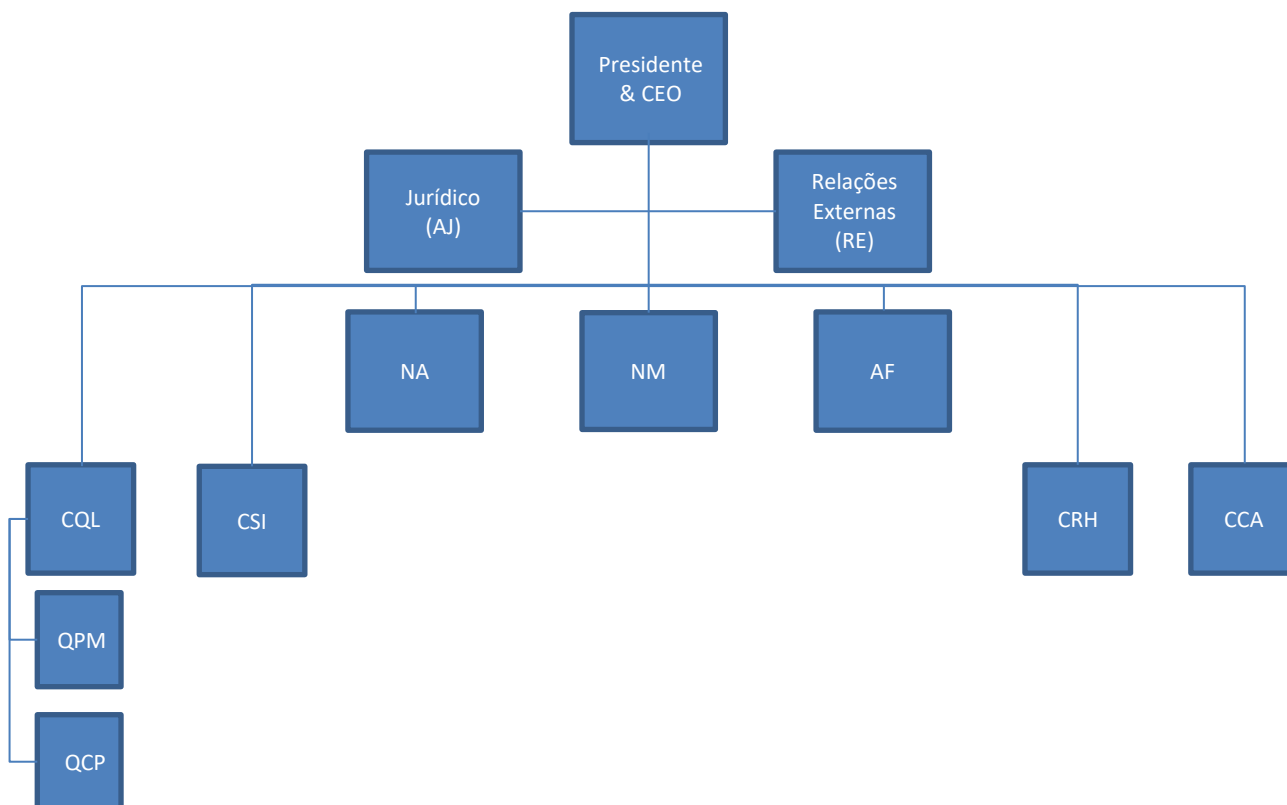 Presidente
& CEO
Jurídico
(AJ)
Relações
Externas
(RE)
NA
NM
AF
CQL
CSI
CRH
CCA
QPM
QCP